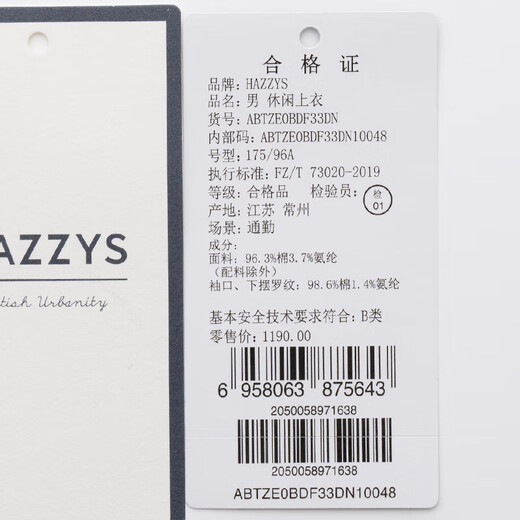 AZZYS
tish Urbanity
合格证
品牌: HAZZYS
品名: 男 休闲上衣
货号: ABTZE0BDF33DN
内部码: ABTZE0BDF33DN10048
号型: 175/96A
执行标准: FZ/T 73020-2019
等级: 合格品 检验员: 检 01
产地: 江苏 常州
场景: 通勤
成分:
面料: 96.3%棉3.7%氨纶
(配料除外)
袖口、下摆罗纹: 98.6%棉1.4%氨纶
基本安全技术要求符合: B类
零售价: 1190.00
6 958063 875643
2050058971638
2050058971638
ABTZE0BDF33DN10048